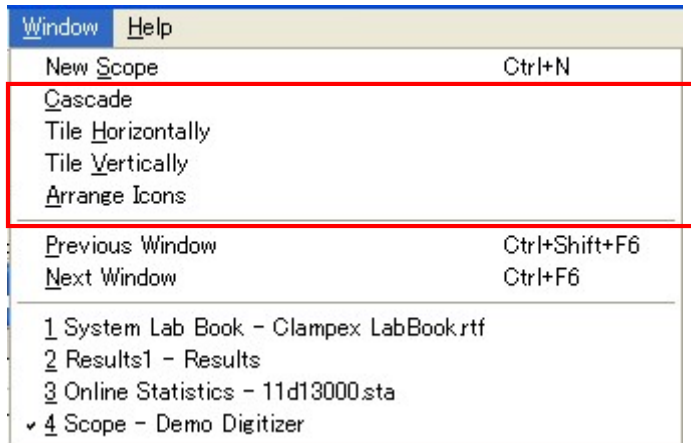 Window Help
New Scope Ctrl+N
Cascade
Tile Horizontally
Tile Vertically
Arrange Icons
Previous Window Ctrl+Shift+F6
Next Window Ctrl+F6
1 System Lab Book - Clampex LabBook.rtf
2 Results1 - Results
3 Online Statistics - 11d13000.sta
✓ 4 Scope - Demo Digitizer